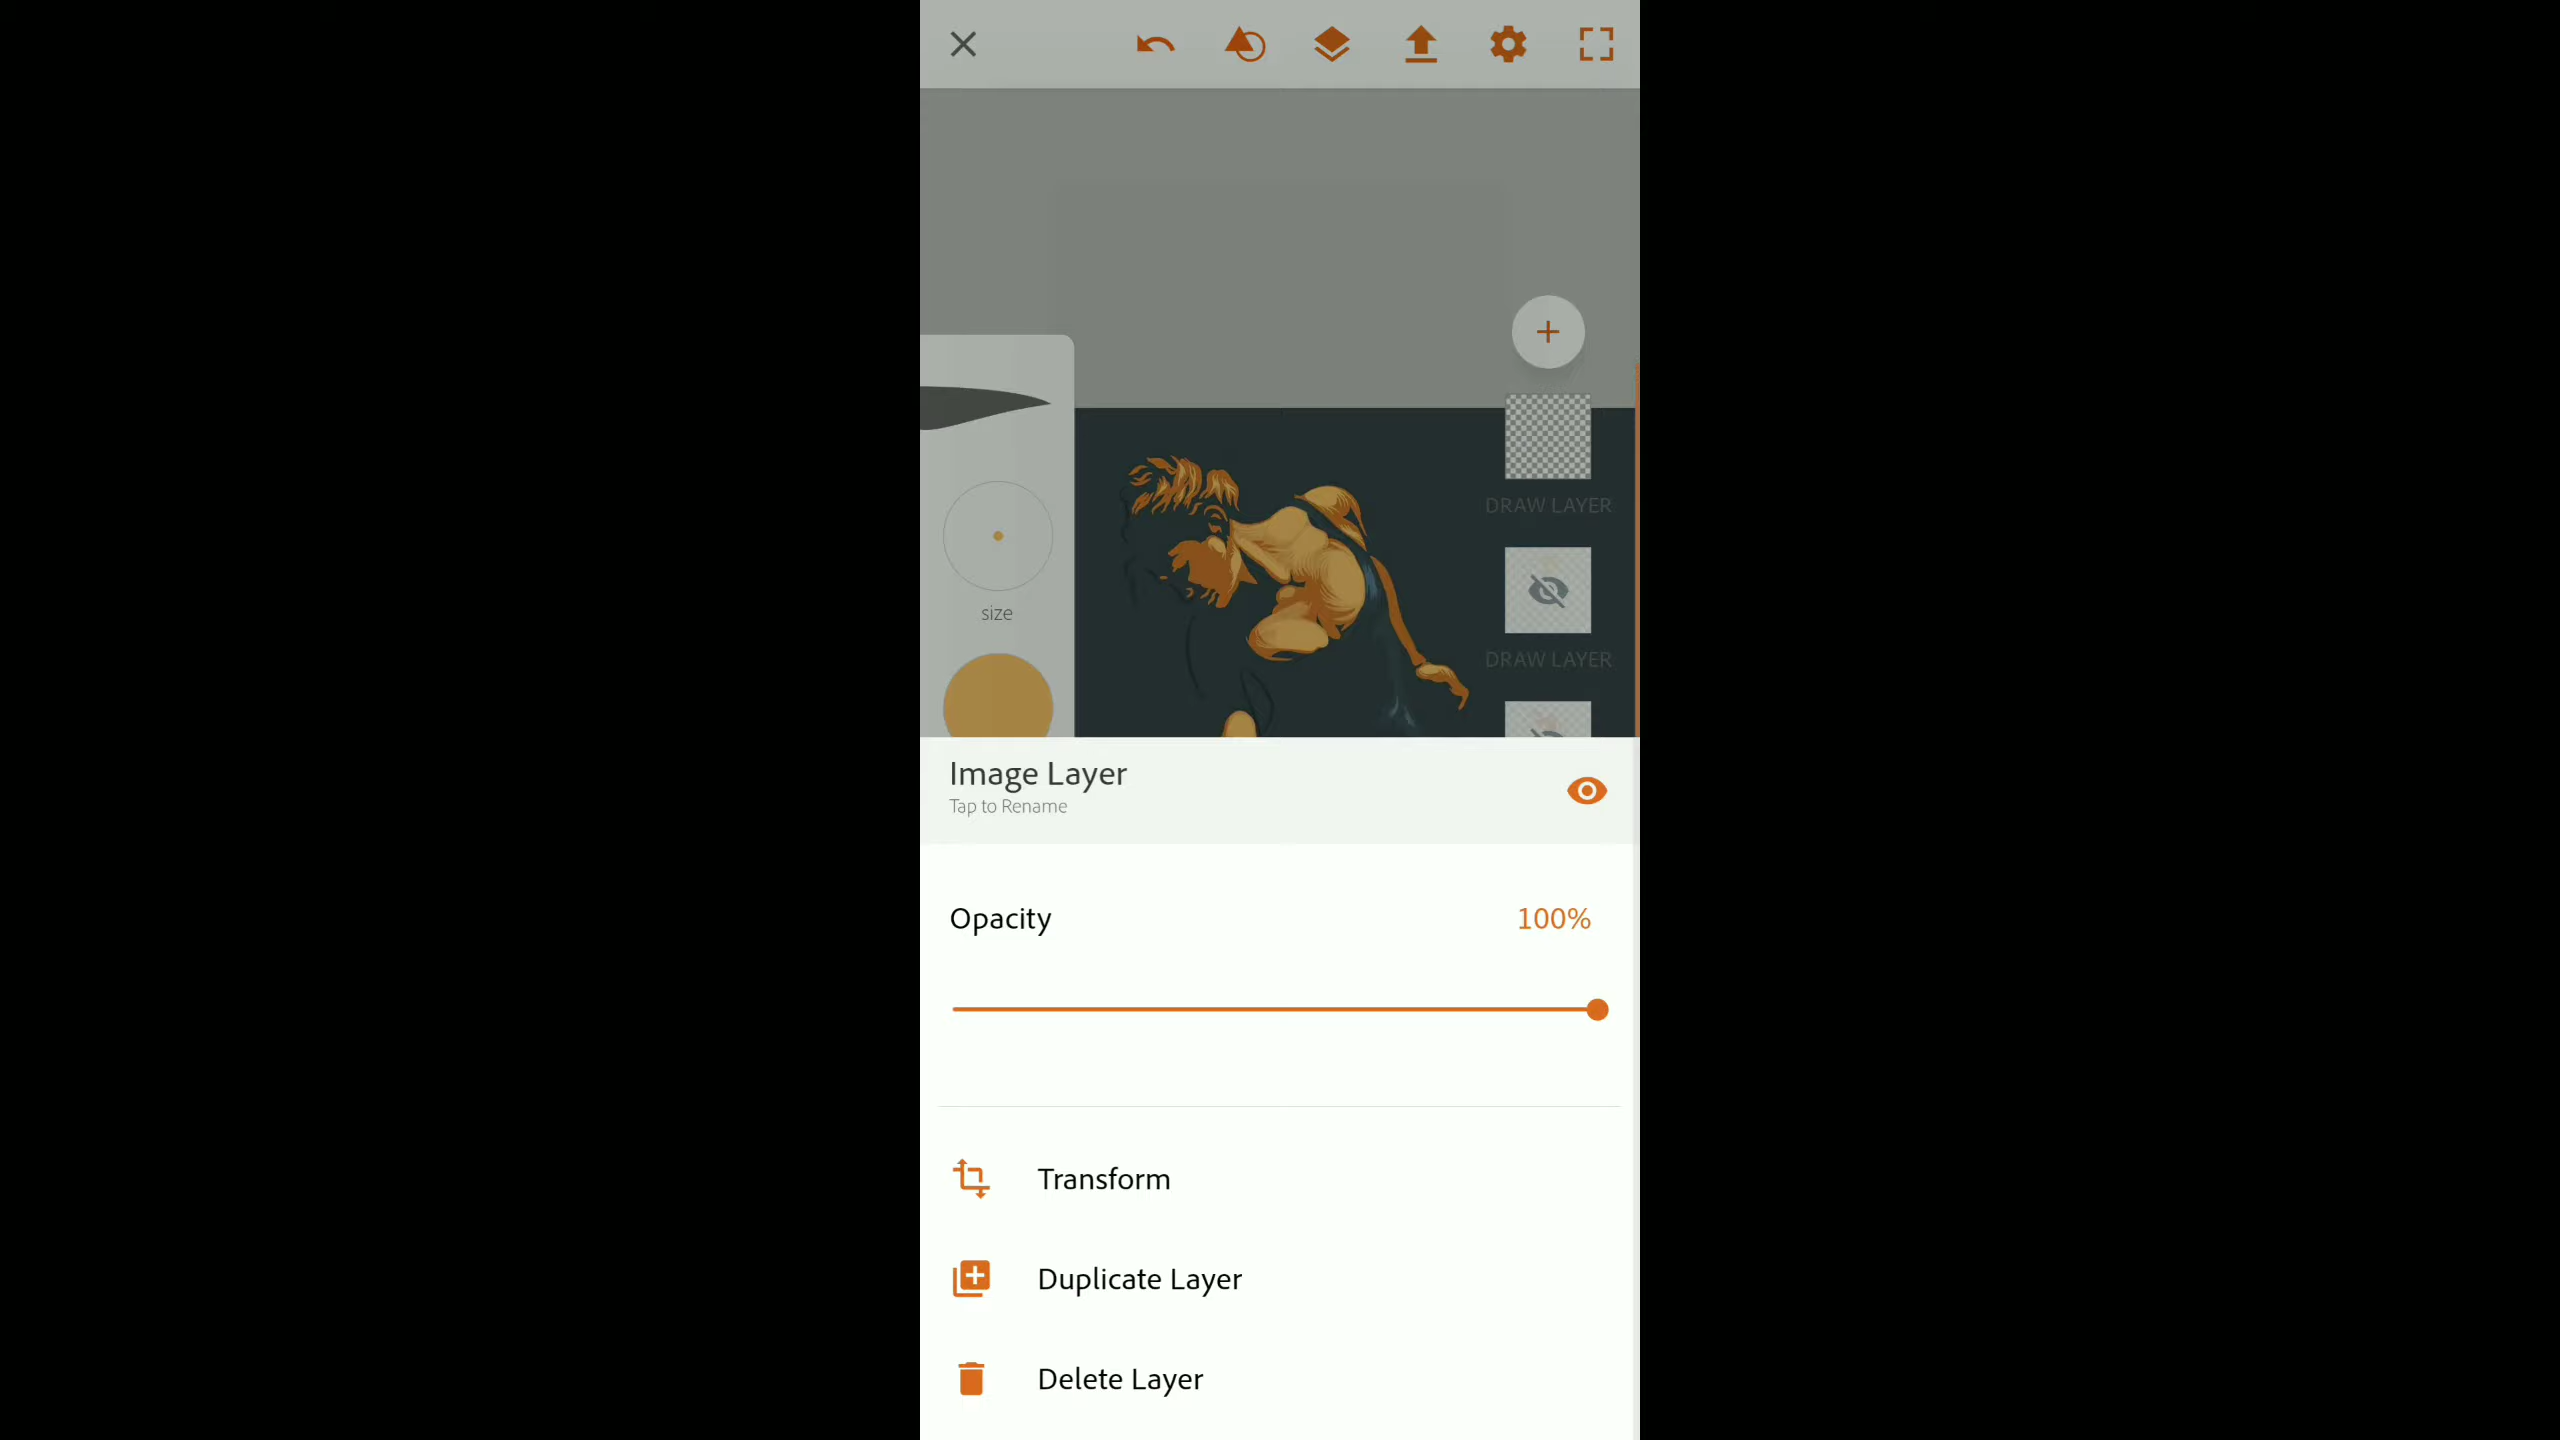 DRAW LAYER
size
DRAW LAYER
Image Layer
Tap to Rename
Opacity 100%
Transform
Duplicate Layer
Delete Layer